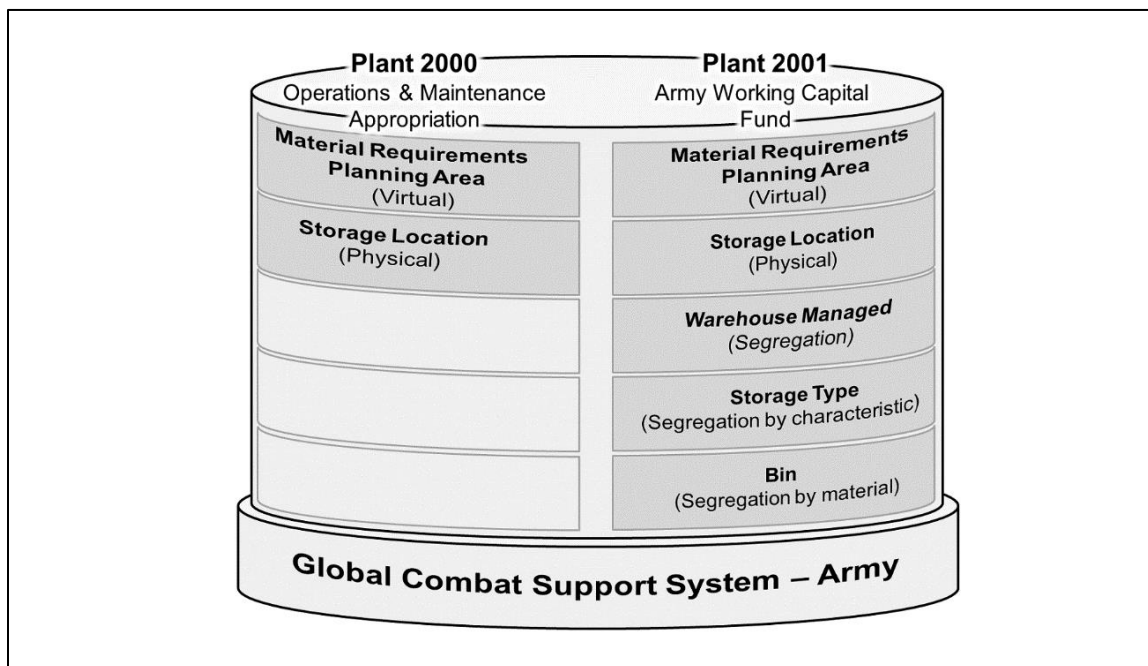 Plant 2000
Operations & Maintenance
Appropriation
Material Requirements
Planning Area
(Virtual)
Storage Location
(Physical)
Plant 2001
Army Working Capital
Fund
Material Requirements
Planning Area
(Virtual)
Storage Location
(Physical)
Warehouse Managed
(Segregation)
Storage Type
(Segregation by characteristic)
Bin
(Segregation by material)
Global Combat Support System – Army